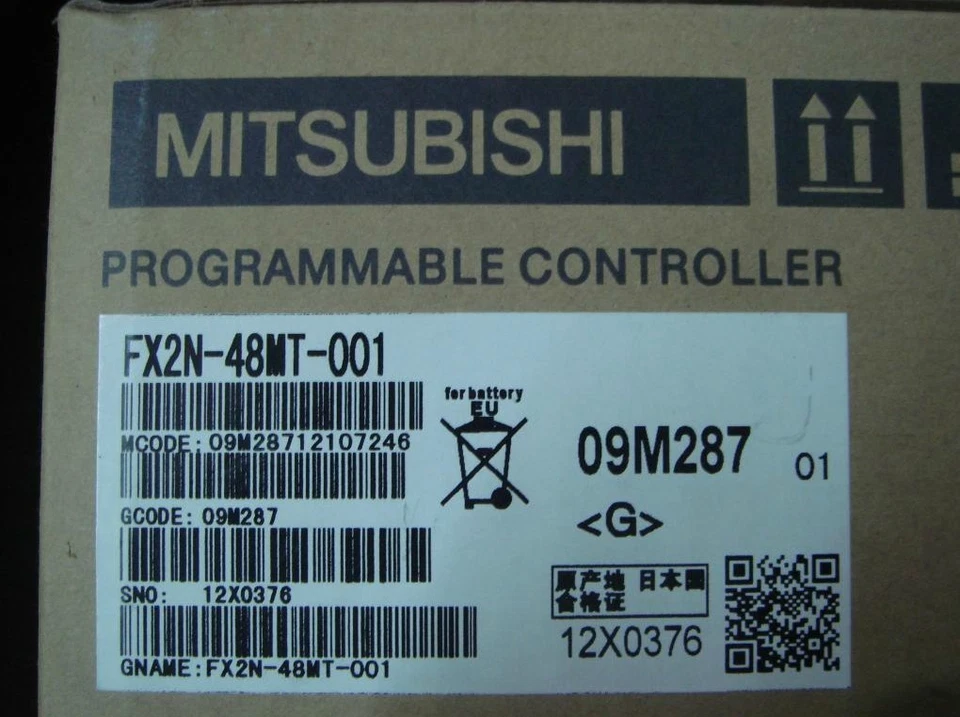 MITSUBISHI
PROGRAMMABLE CONTROLLER
FX2N-48MT-001
MCODE:09M28712107246
GCODE:09M287
SNO: 12X0376
GNAME:FX2N-48MT-001
for battery
EU
09M287
01
<G>
原产地 日本国
合格证
12X0376